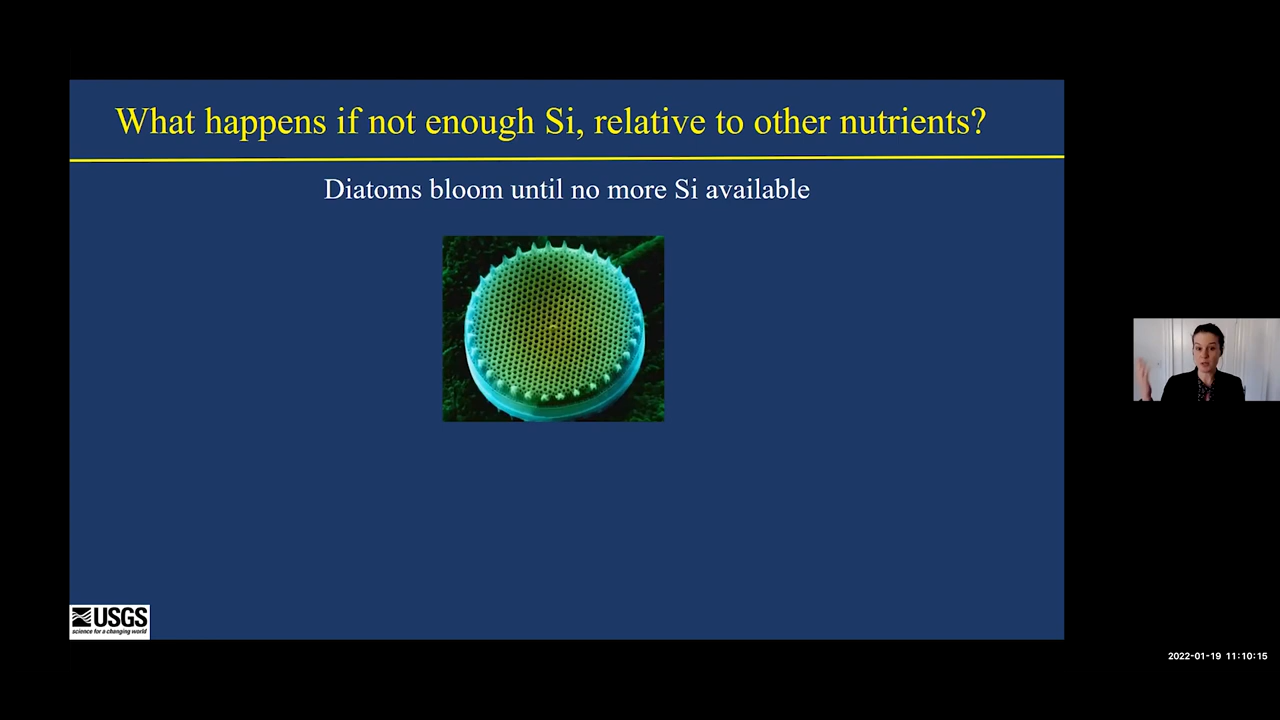 What happens if not enough Si, relative to other nutrients?
Diatoms bloom until no more Si available
USGS
science for a changing world
2022-01-19 11:10:15